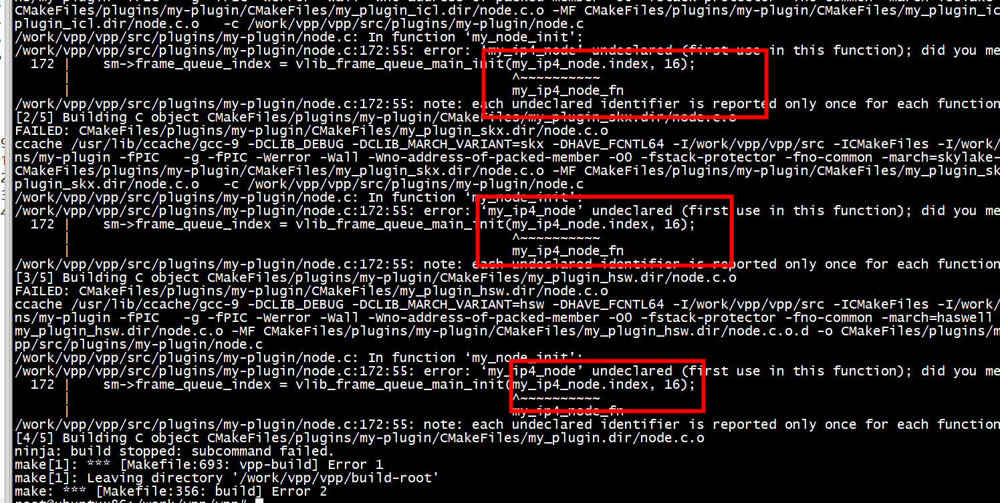 ns/my-plugin -fPIC -g -fPIC -Werror -Wall -Wno-address-of-packed-member -O0 -fstack-protector -fno-common
CMakeFiles/plugins/my-plugin/CMakeFiles/my_plugin_icl.dir/node.c.o -MF CMakeFiles/plugins/my-plugin/CMakeFiles/my_plugin_ic
plugin_icl.dir/node.c.o   -c /work/vpp/vpp/src/plugins/my-plugin/node.c
/work/vpp/vpp/src/plugins/my-plugin/node.c: In function ‘my_node_init’:
/work/vpp/vpp/src/plugins/my-plugin/node.c:172:55: error: ‘my_ip4_node’ undeclared (first use in this function); did you me
  172 |    sm->frame_queue_index = vlib_frame_queue_main_init(my_ip4_node.index, 16);
      |                                                       ^~~~~~~~~~~
      |                                                       my_ip4_node_fn
/work/vpp/vpp/src/plugins/my-plugin/node.c:172:55: note: each undeclared identifier is reported only once for each function
[2/5] Building C object CMakeFiles/plugins/my-plugin/CMakeFiles/my_plugin_skx.dir/node.c.o
FAILED: CMakeFiles/plugins/my-plugin/CMakeFiles/my_plugin_skx.dir/node.c.o
ccache /usr/lib/ccache/gcc-9 -DCLIB_DEBUG -DCLIB_MARCH_VARIANT=skx -DHAVE_FCNTL64 -I/work/vpp/vpp/src -ICMakeFiles -I/work/
ns/my-plugin -fPIC   -g -fPIC -Werror -Wall -Wno-address-of-packed-member -O0 -fstack-protector -fno-common -march=skylake-
CMakeFiles/plugins/my-plugin/CMakeFiles/my_plugin_skx.dir/node.c.o -MF CMakeFiles/plugins/my-plugin/CMakeFiles/my_plugin_sk
plugin_skx.dir/node.c.o   -c /work/vpp/vpp/src/plugins/my-plugin/node.c
/work/vpp/vpp/src/plugins/my-plugin/node.c: In function ‘my_node_init’:
/work/vpp/vpp/src/plugins/my-plugin/node.c:172:55: error: ‘my_ip4_node’ undeclared (first use in this function); did you me
  172 |    sm->frame_queue_index = vlib_frame_queue_main_init(my_ip4_node.index, 16);
      |                                                       ^~~~~~~~~~~
      |                                                       my_ip4_node_fn
/work/vpp/vpp/src/plugins/my-plugin/node.c:172:55: note: each undeclared identifier is reported only once for each function
[3/5] Building C object CMakeFiles/plugins/my-plugin/CMakeFiles/my_plugin_hsw.dir/node.c.o
FAILED: CMakeFiles/plugins/my-plugin/CMakeFiles/my_plugin_hsw.dir/node.c.o
ccache /usr/lib/ccache/gcc-9 -DCLIB_DEBUG -DCLIB_MARCH_VARIANT=hsw -DHAVE_FCNTL64 -I/work/vpp/vpp/src -ICMakeFiles -I/work/
ns/my-plugin -fPIC   -g -fPIC -Werror -Wall -Wno-address-of-packed-member -O0 -fstack-protector -fno-common -march=haswell
my_plugin_hsw.dir/node.c.o -MF CMakeFiles/plugins/my-plugin/CMakeFiles/my_plugin_hsw.dir/node.c.o.d -o CMakeFiles/plugins/m
pp/src/plugins/my-plugin/node.c
/work/vpp/vpp/src/plugins/my-plugin/node.c: In function ‘my_node_init’:
/work/vpp/vpp/src/plugins/my-plugin/node.c:172:55: error: ‘my_ip4_node’ undeclared (first use in this function); did you me
  172 |    sm->frame_queue_index = vlib_frame_queue_main_init(my_ip4_node.index, 16);
      |                                                       ^~~~~~~~~~~
      |                                                       my_ip4_node_fn
/work/vpp/vpp/src/plugins/my-plugin/node.c:172:55: note: each undeclared identifier is reported only once for each function
[4/5] Building C object CMakeFiles/plugins/my-plugin/CMakeFiles/my_plugin.dir/node.c.o
ninja: build stopped: subcommand failed.
make[1]: *** [Makefile:693: vpp-build] Error 1
make[1]: Leaving directory '/work/vpp/vpp/build-root'
make: *** [Makefile:356: build] Error 2
root@ubuntux86:/work/vpp/vpp#